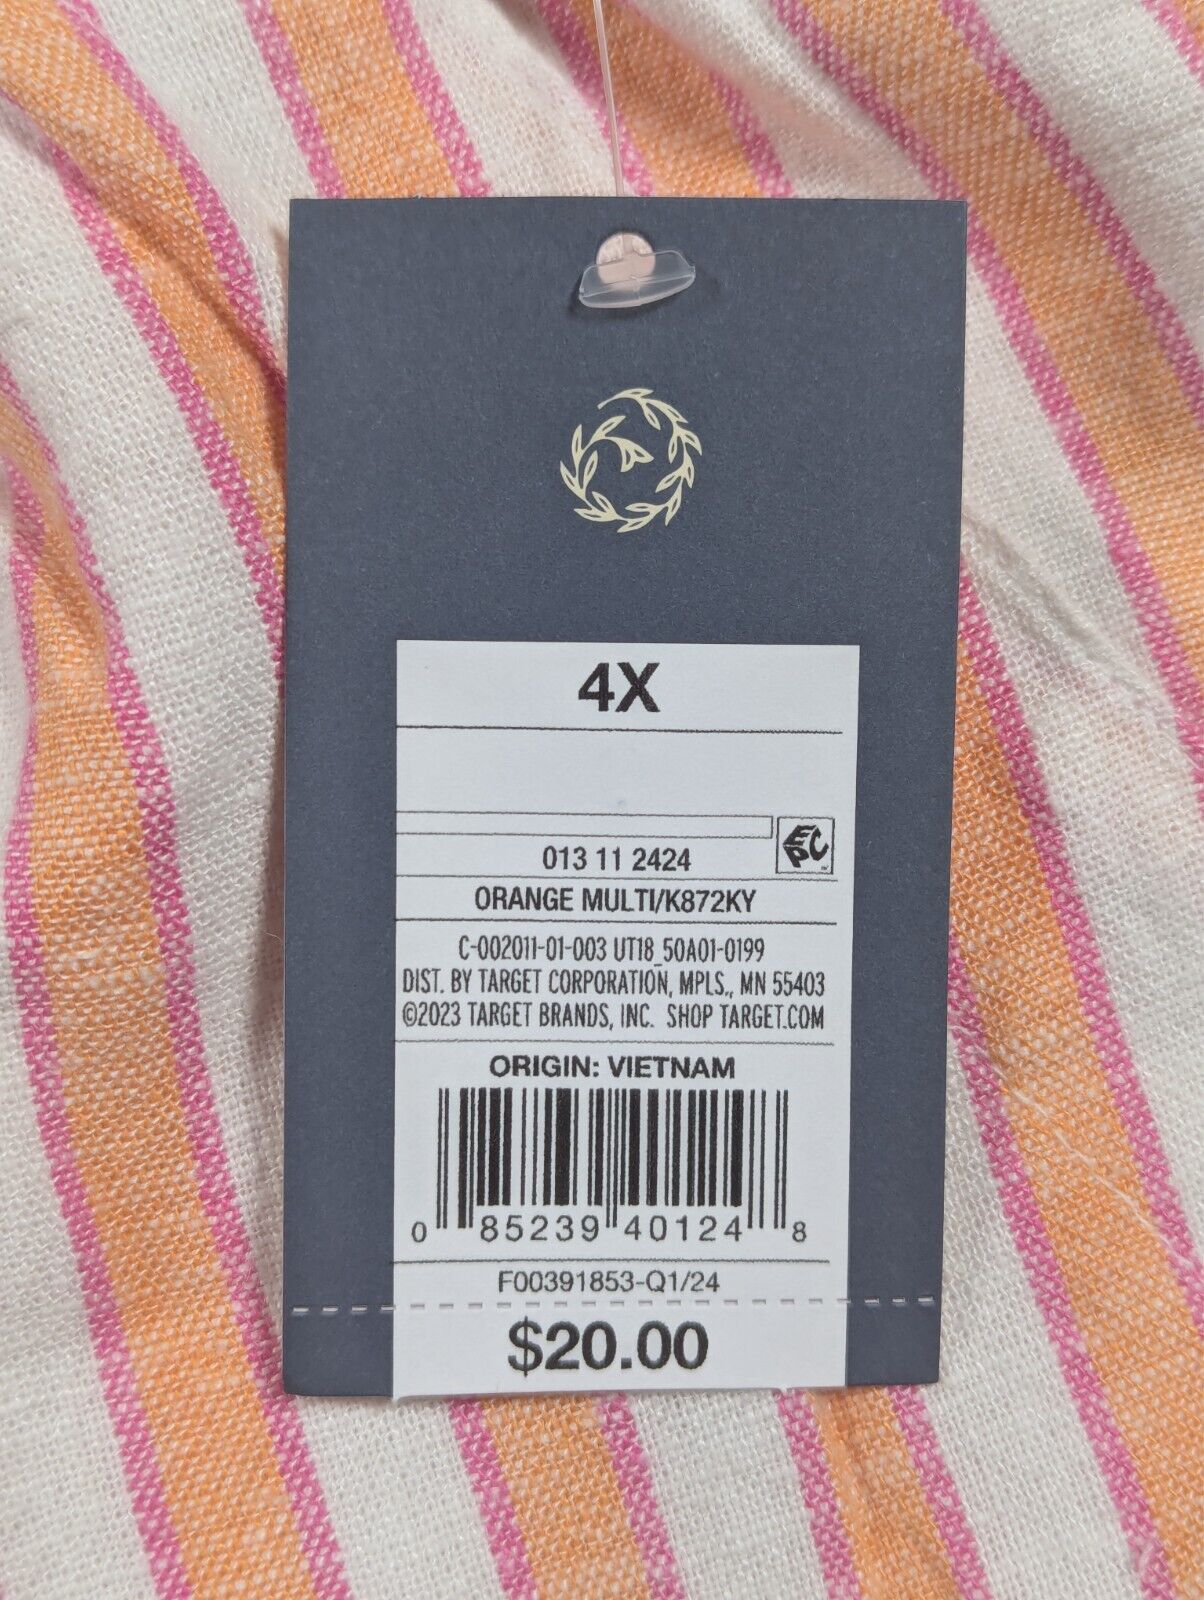 4X
013 11 2424
EPC
ORANGE MULTI/K872KY
C-002011-01-003 UT18_50A01-0199
DIST. BY TARGET CORPORATION, MPLS., MN 55403
©2023 TARGET BRANDS, INC. SHOP TARGET.COM
ORIGIN: VIETNAM
0 85239 40124 8
F00391853-Q1/24
$20.00